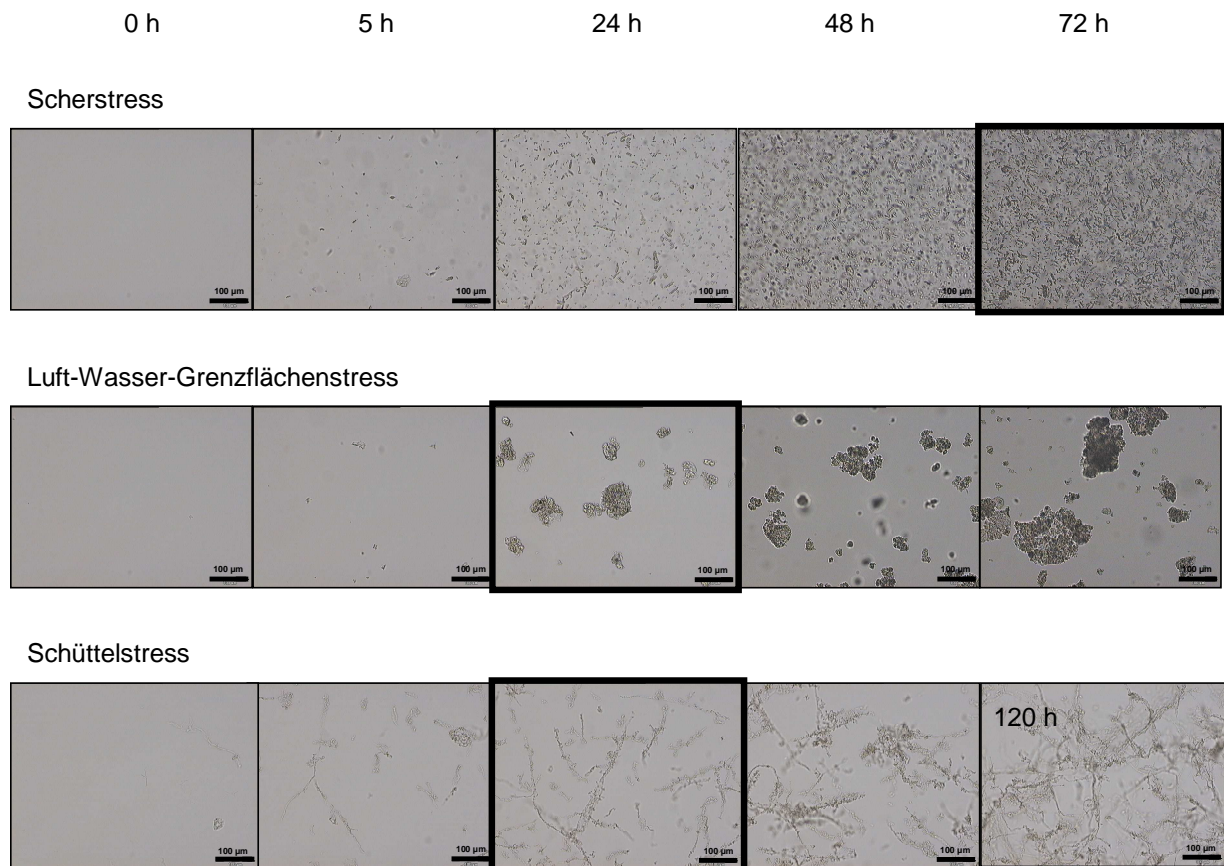 0 h 5 h 24 h 48 h 72 h
Scherstress
100 µm 100 µm 100 µm 100 µm 100 µm
Luft-Wasser-Grenzflächenstress
100 µm 100 µm 100 µm 100 µm 100 µm
Schüttelstress
120 h
100 µm 100 µm 100 µm 100 µm 100 µm